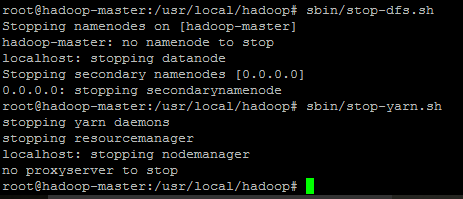 root@hadoop-master:/usr/local/hadoop# sbin/stop-dfs.sh
Stopping namenodes on [hadoop-master]
hadoop-master: no namenode to stop
localhost: stopping datanode
Stopping secondary namenodes [0.0.0.0]
0.0.0.0: stopping secondarynamenode
root@hadoop-master:/usr/local/hadoop# sbin/stop-yarn.sh
stopping yarn daemons
stopping resourcemanager
localhost: stopping nodemanager
no proxyserver to stop
root@hadoop-master:/usr/local/hadoop#